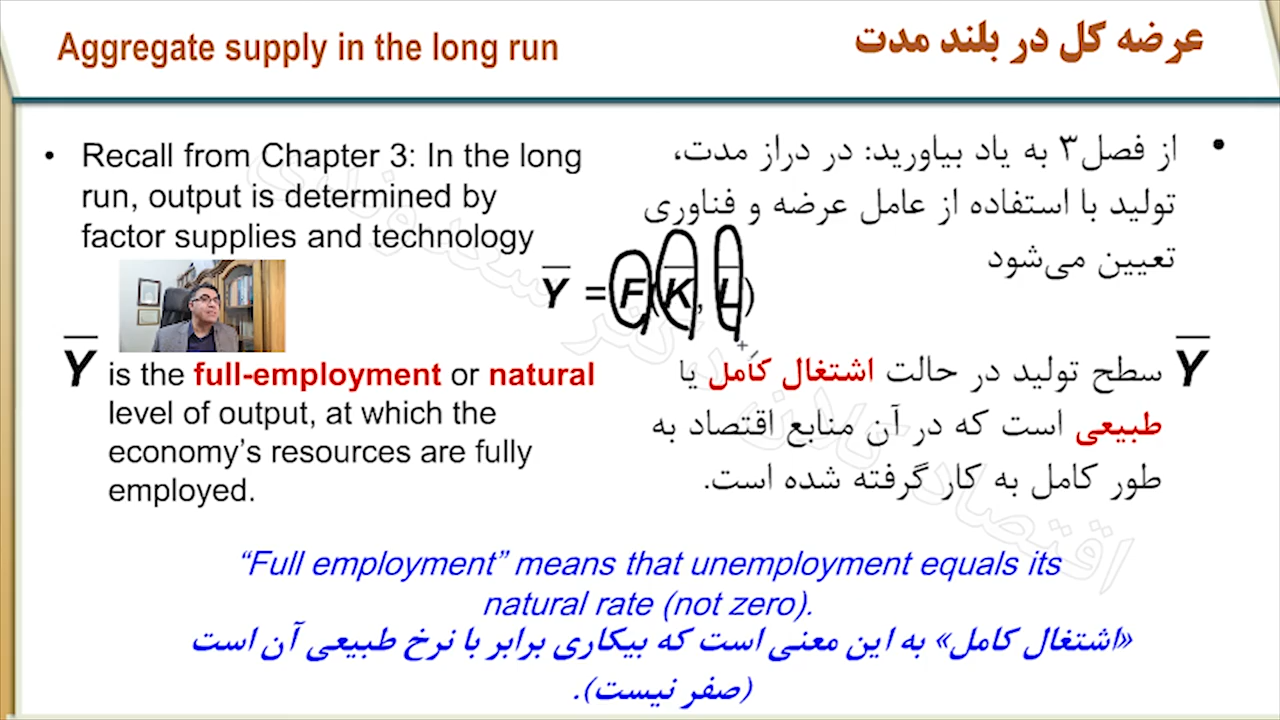 Aggregate supply in the long run
عرضه کل در بلند مدت
• Recall from Chapter 3: In the long
run, output is determined by
factor supplies and technology
• از فصل۳ به یاد بیاورید: در دراز مدت،
تولید با استفاده از عامل عرضه و فناوری
تعیین می‌شود
Y̅ = F(K̅, L̅)
Y̅ is the full-employment or natural
level of output, at which the
economy’s resources are fully
employed.
Y̅ سطح تولید در حالت اشتغال کامل یا
طبیعی است که در آن منابع اقتصاد به
طور کامل به کار گرفته شده است.
“Full employment” means that unemployment equals its
natural rate (not zero).
«اشتغال کامل» به این معنی است که بیکاری برابر با نرخ طبیعی آن است
(صفر نیست).
اقتصاد کلان دکتر